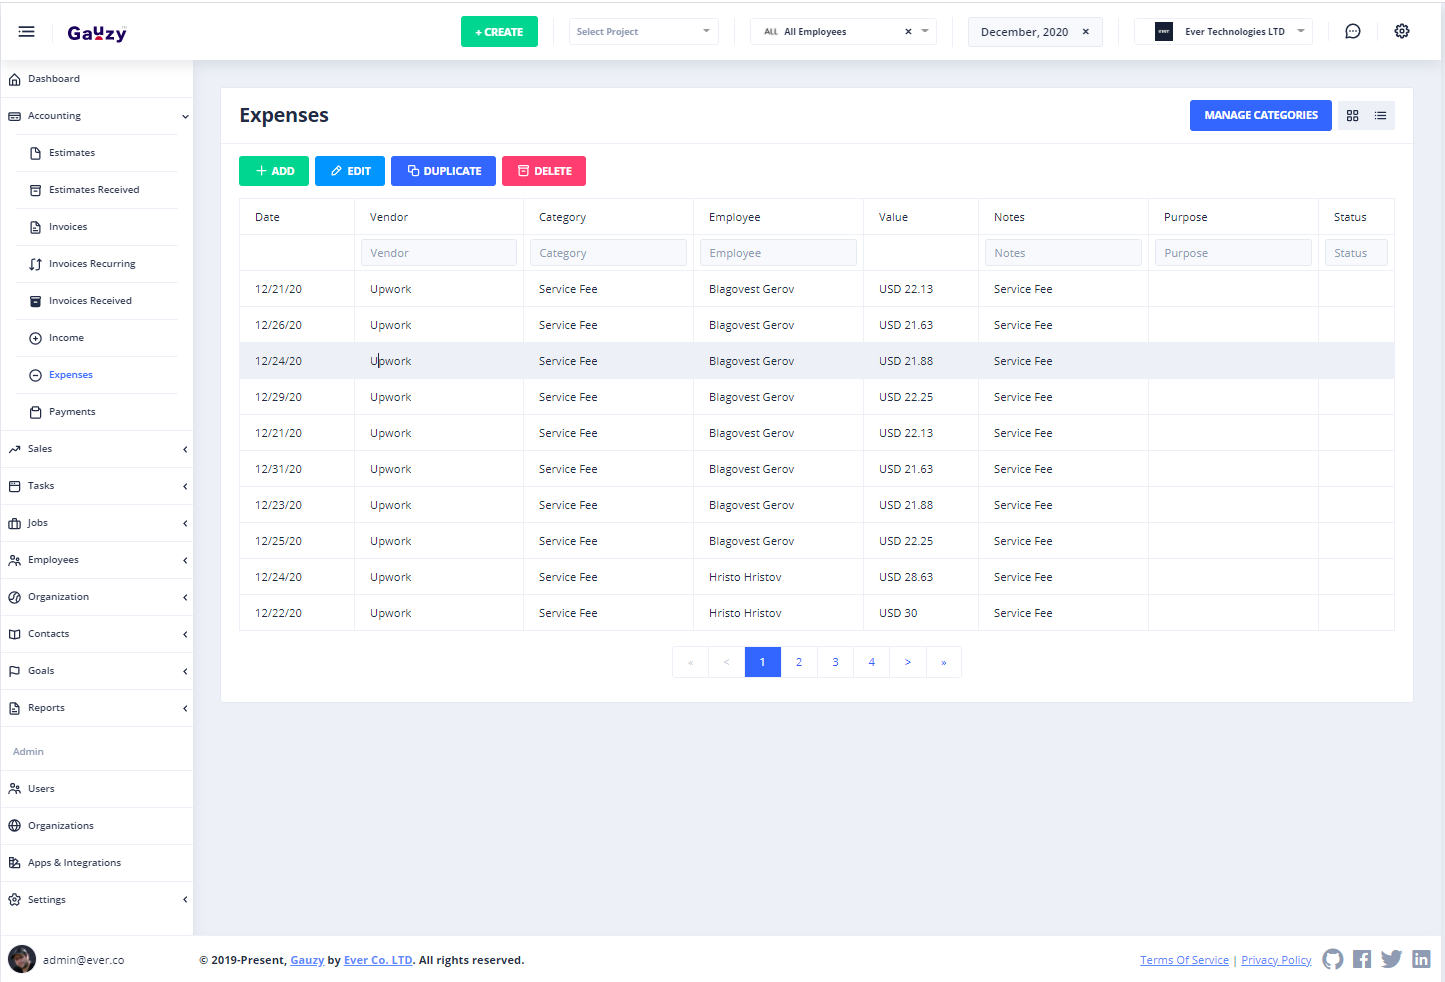 Gauzy
+ CREATE
Select Project
ALL All Employees ×
December, 2020 ×
ever Ever Technologies LTD
Dashboard
Accounting
Estimates
Estimates Received
Invoices
Invoices Recurring
Invoices Received
Income
Expenses
Payments
Sales
Tasks
Jobs
Employees
Organization
Contacts
Goals
Reports
Admin
Users
Organizations
Apps & Integrations
Settings
admin@ever.co
Expenses
MANAGE CATEGORIES
+ ADD EDIT DUPLICATE DELETE
Date Vendor Category Employee Value Notes Purpose Status
Vendor Category Employee Notes Purpose Status
12/21/20 Upwork Service Fee Blagovest Gerov USD 22.13 Service Fee
12/26/20 Upwork Service Fee Blagovest Gerov USD 21.63 Service Fee
12/24/20 Upwork Service Fee Blagovest Gerov USD 21.88 Service Fee
12/29/20 Upwork Service Fee Blagovest Gerov USD 22.25 Service Fee
12/21/20 Upwork Service Fee Blagovest Gerov USD 22.13 Service Fee
12/31/20 Upwork Service Fee Blagovest Gerov USD 21.63 Service Fee
12/23/20 Upwork Service Fee Blagovest Gerov USD 21.88 Service Fee
12/25/20 Upwork Service Fee Blagovest Gerov USD 22.25 Service Fee
12/24/20 Upwork Service Fee Hristo Hristov USD 28.63 Service Fee
12/22/20 Upwork Service Fee Hristo Hristov USD 30 Service Fee
« < 1 2 3 4 > »
© 2019-Present, Gauzy by Ever Co. LTD. All rights reserved.
Terms Of Service | Privacy Policy